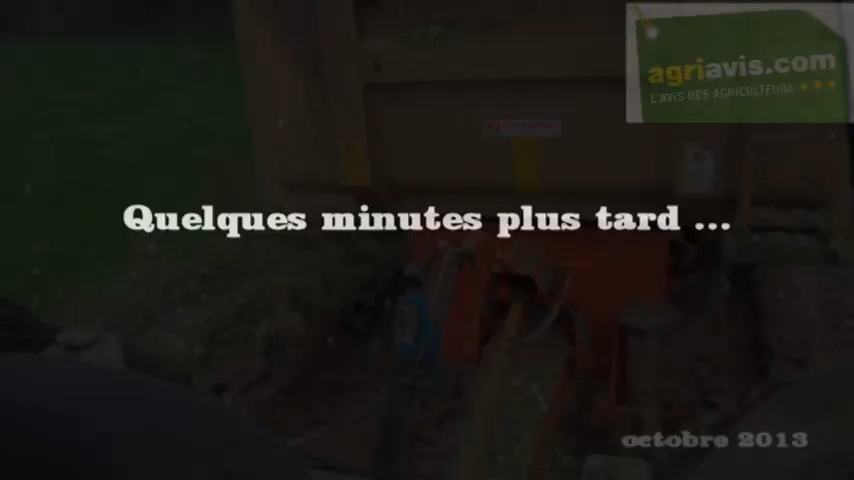 agriavis.com
L'AVIS DES AGRICULTEURS
Quelques minutes plus tard ...
octobre 2013